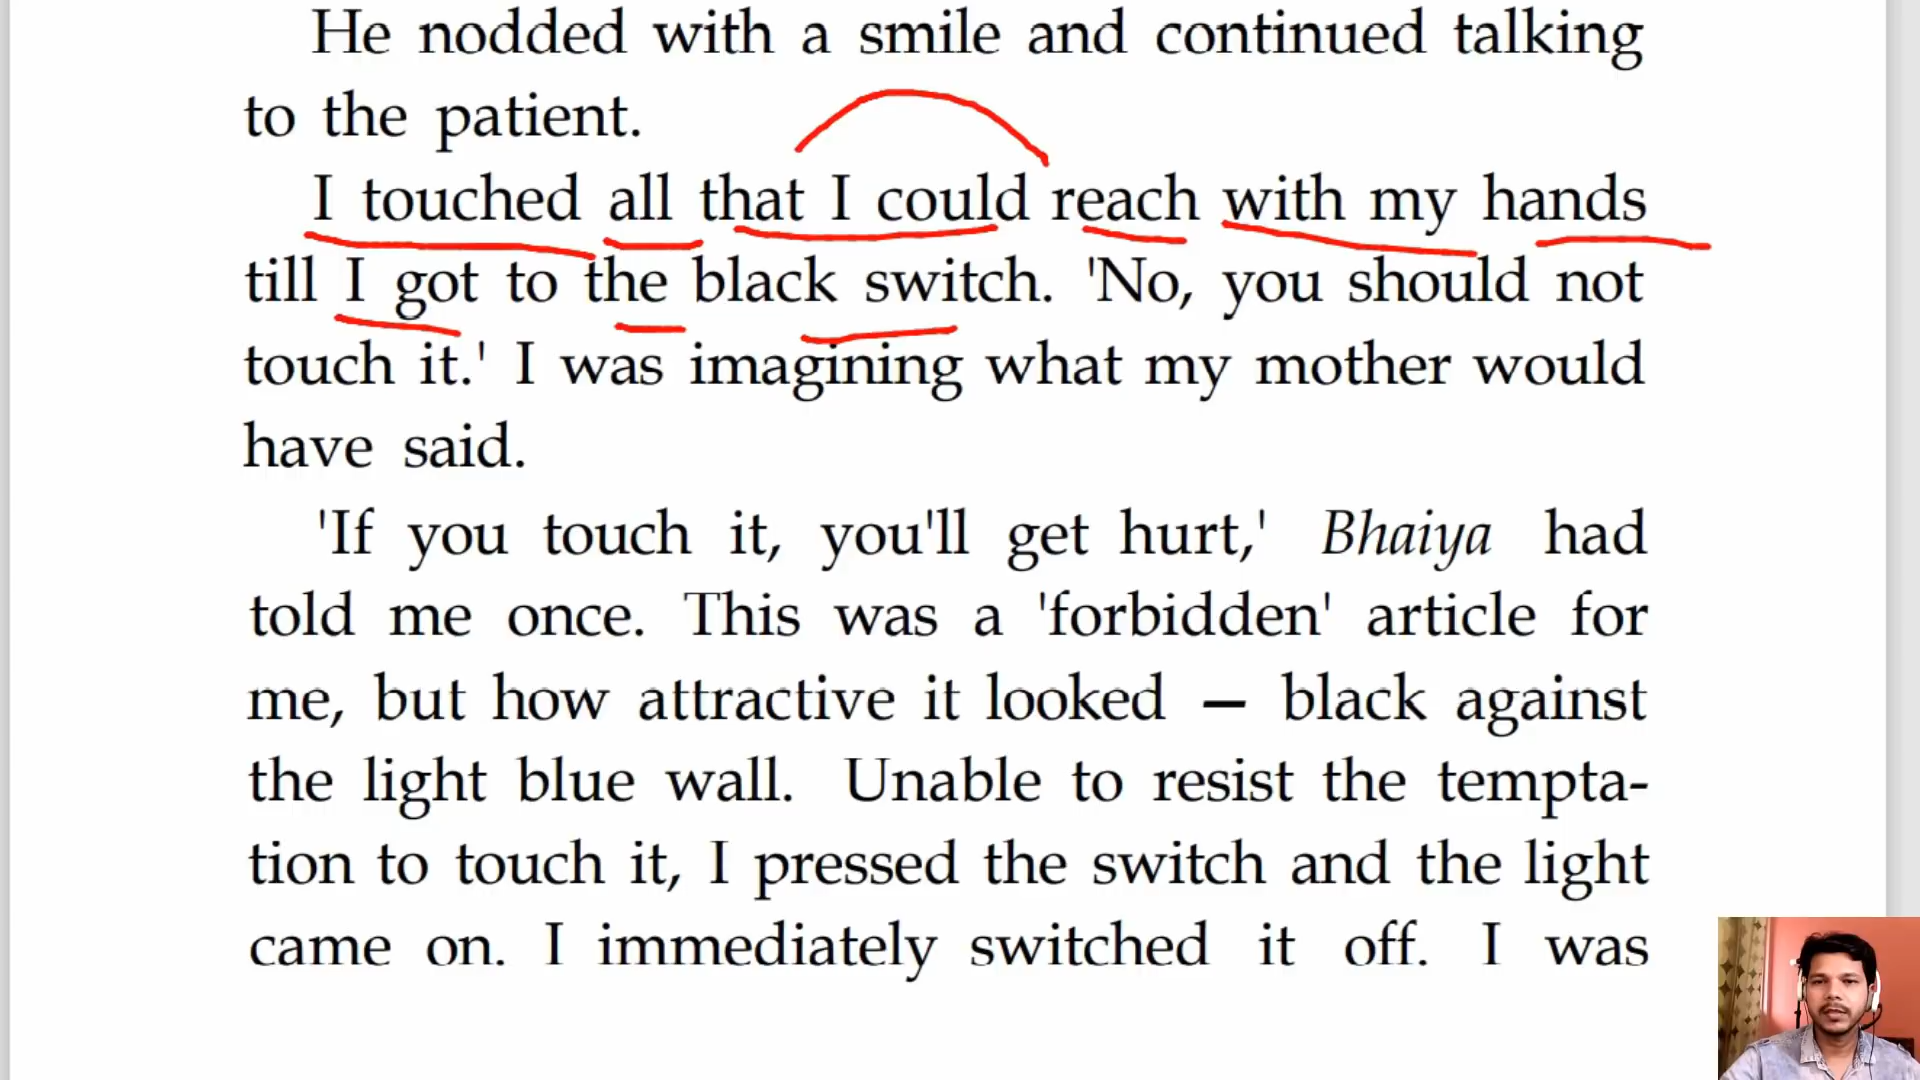 He nodded with a smile and continued talking
to the patient.
I touched all that I could reach with my hands
till I got to the black switch. 'No, you should not
touch it.' I was imagining what my mother would
have said.
'If you touch it, you'll get hurt,' Bhaiya had
told me once. This was a 'forbidden' article for
me, but how attractive it looked — black against
the light blue wall. Unable to resist the tempta-
tion to touch it, I pressed the switch and the light
came on. I immediately switched it off. I was